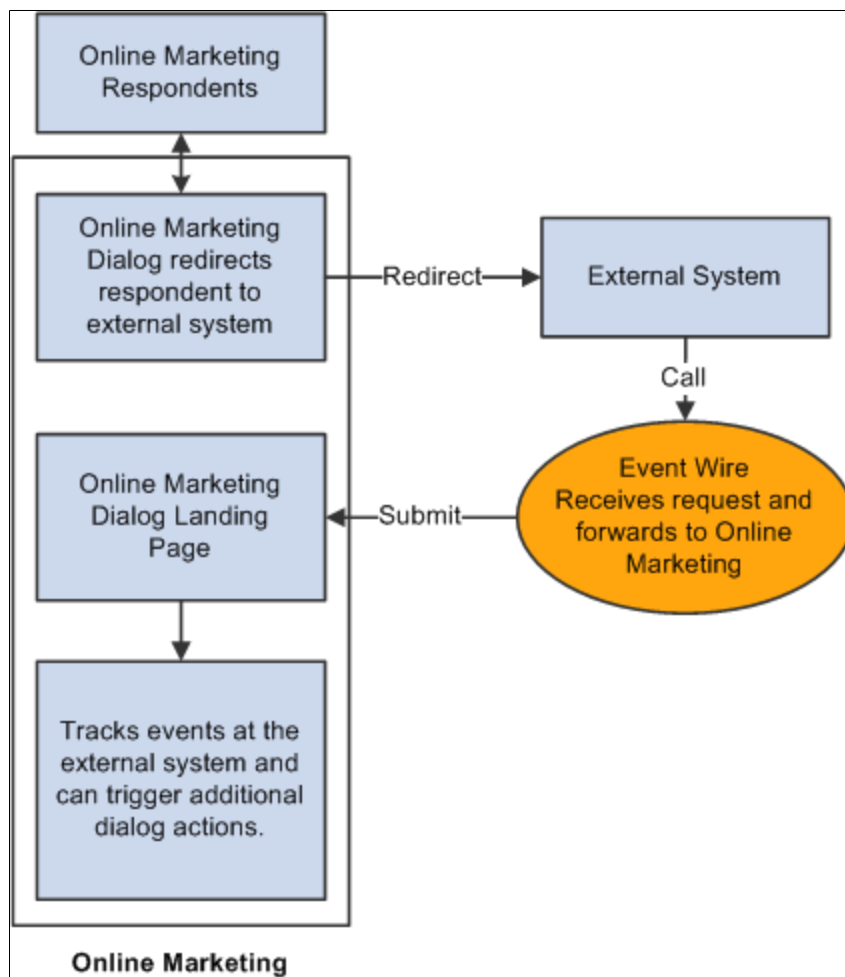 Online Marketing
Respondents
Online Marketing
Dialog redirects
respondent to
external system
Redirect
External System
Call
Event Wire
Receives request and
forwards to Online
Marketing
Submit
Online Marketing
Dialog Landing
Page
Tracks events at the
external system and
can trigger additional
dialog actions.
Online Marketing